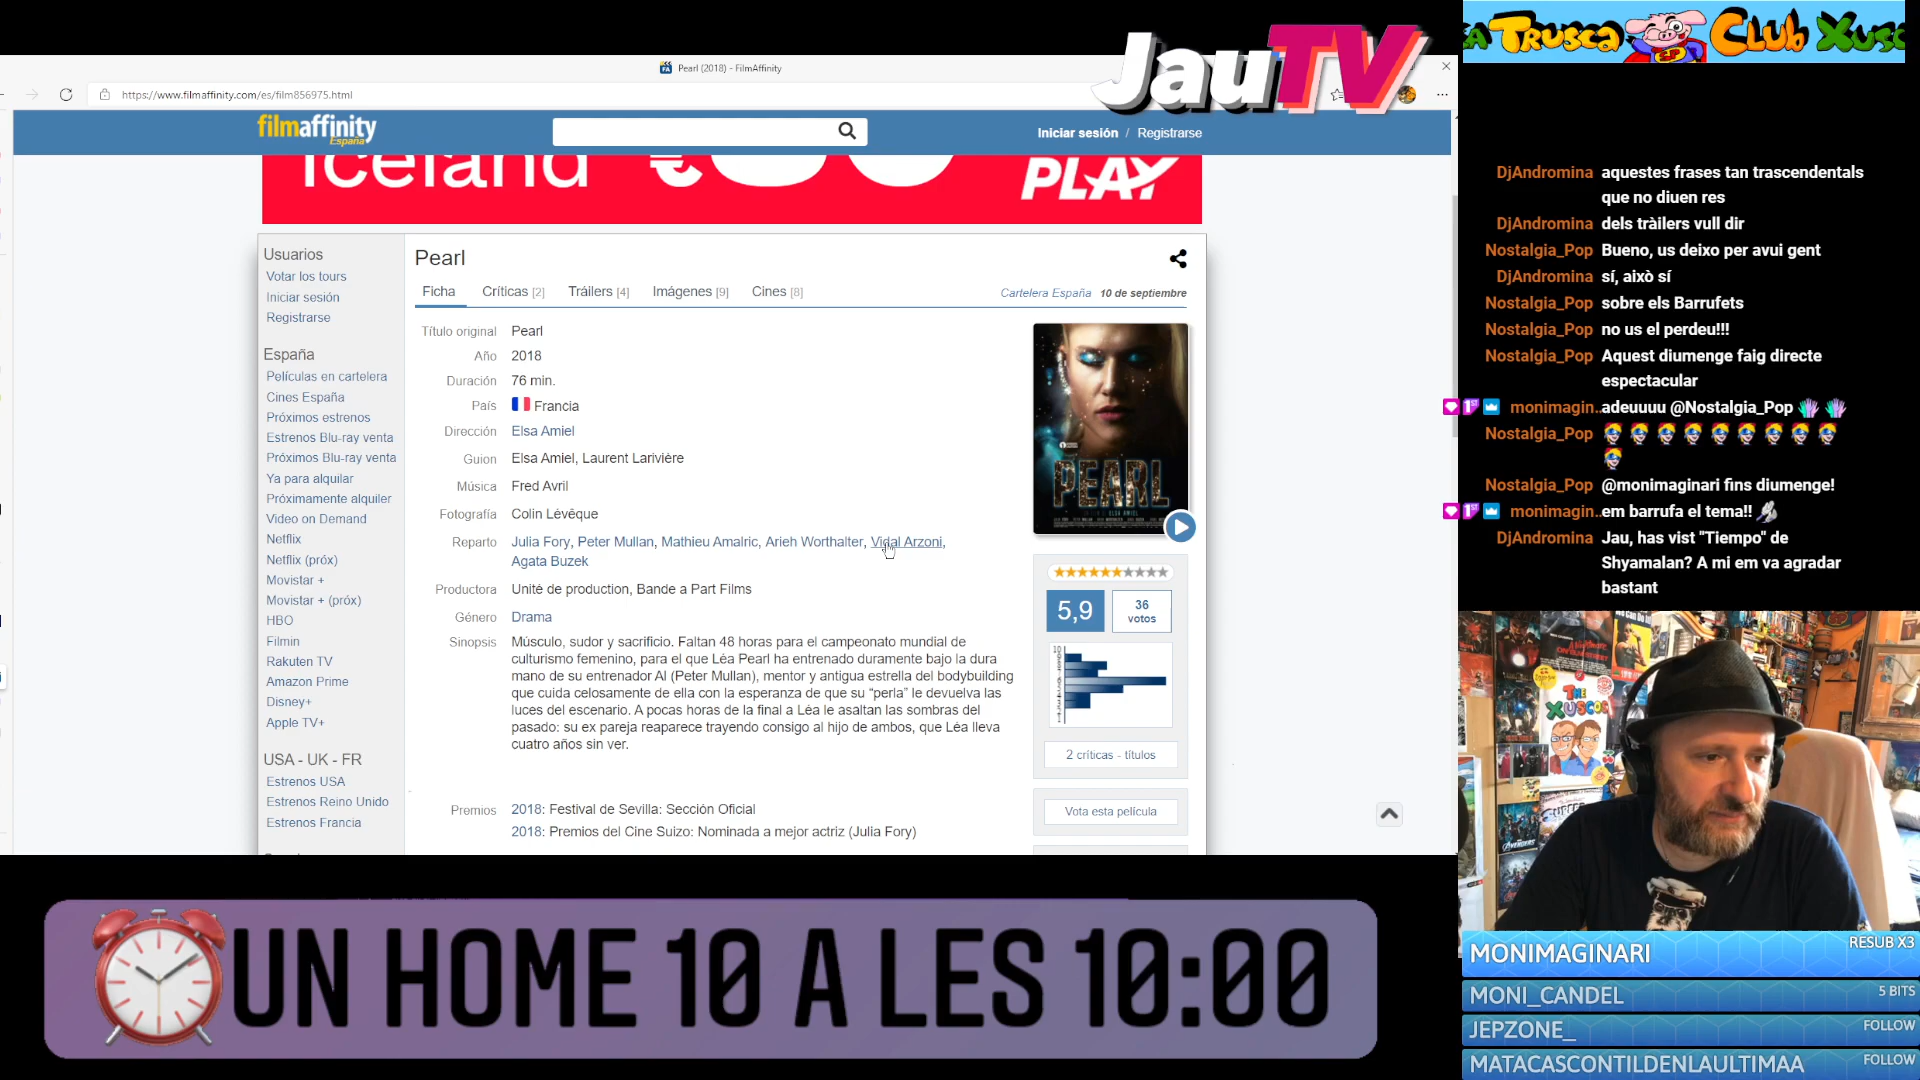 Pearl (2018) - FilmAffinity
https://www.filmaffinity.com/es/film856975.html
JauTV
filmaffinity
España
Iniciar sesión / Registrarse
Iceland
PLAY
Usuarios
Votar los tours
Iniciar sesión
Registrarse
España
Películas en cartelera
Cines España
Próximos estrenos
Estrenos Blu-ray venta
Próximos Blu-ray venta
Ya para alquilar
Próximamente alquiler
Video on Demand
Netflix
Netflix (próx)
Movistar +
Movistar + (próx)
HBO
Filmin
Rakuten TV
Amazon Prime
Disney+
Apple TV+
USA - UK - FR
Estrenos USA
Estrenos Reino Unido
Estrenos Francia
Pearl
Ficha Críticas [2] Tráilers [4] Imágenes [9] Cines [8]
Cartelera España 10 de septiembre
Título original Pearl
Año 2018
Duración 76 min.
País Francia
Dirección Elsa Amiel
Guion Elsa Amiel, Laurent Larivière
Música Fred Avril
Fotografía Colin Lévêque
Reparto Julia Fory, Peter Mullan, Mathieu Amalric, Arieh Worthalter, Vidal Arzoni,
Agata Buzek
Productora Unité de production, Bande a Part Films
Género Drama
Sinopsis Músculo, sudor y sacrificio. Faltan 48 horas para el campeonato mundial de
culturismo femenino, para el que Léa Pearl ha entrenado duramente bajo la dura
mano de su entrenador Al (Peter Mullan), mentor y antigua estrella del bodybuilding
que cuida celosamente de ella con la esperanza de que su “perla” le devuelva las
luces del escenario. A pocas horas de la final a Léa le asaltan las sombras del
pasado: su ex pareja reaparece trayendo consigo al hijo de ambos, que Léa lleva
cuatro años sin ver.
Premios 2018: Festival de Sevilla: Sección Oficial
2018: Premios del Cine Suizo: Nominada a mejor actriz (Julia Fory)
PEARL
5,9
36
votos
2 críticas - títulos
Vota esta película
UN HOME 10 A LES 10:00
TRUSCA Club
DjAndromina aquestes frases tan trascendentals
que no diuen res
DjAndromina dels tràilers vull dir
Nostalgia_Pop Bueno, us deixo per avui gent
DjAndromina sí, això sí
Nostalgia_Pop sobre els Barrufets
Nostalgia_Pop no us el perdeu!!!
Nostalgia_Pop Aquest diumenge faig directe
espectacular
monimagin.. adeuuuu @Nostalgia_Pop
Nostalgia_Pop
Nostalgia_Pop @monimaginari fins diumenge!
monimagin.. em barrufa el tema!!
DjAndromina Jau, has vist "Tiempo" de
Shyamalan? A mi em va agradar
bastant
THE
XUSCOS
AVENGERS
MONIMAGINARI RESUB X3
MONI_CANDEL 5 BITS
JEPZONE_ FOLLOW
MATACASCONTILDENLAULTIMAA FOLLOW